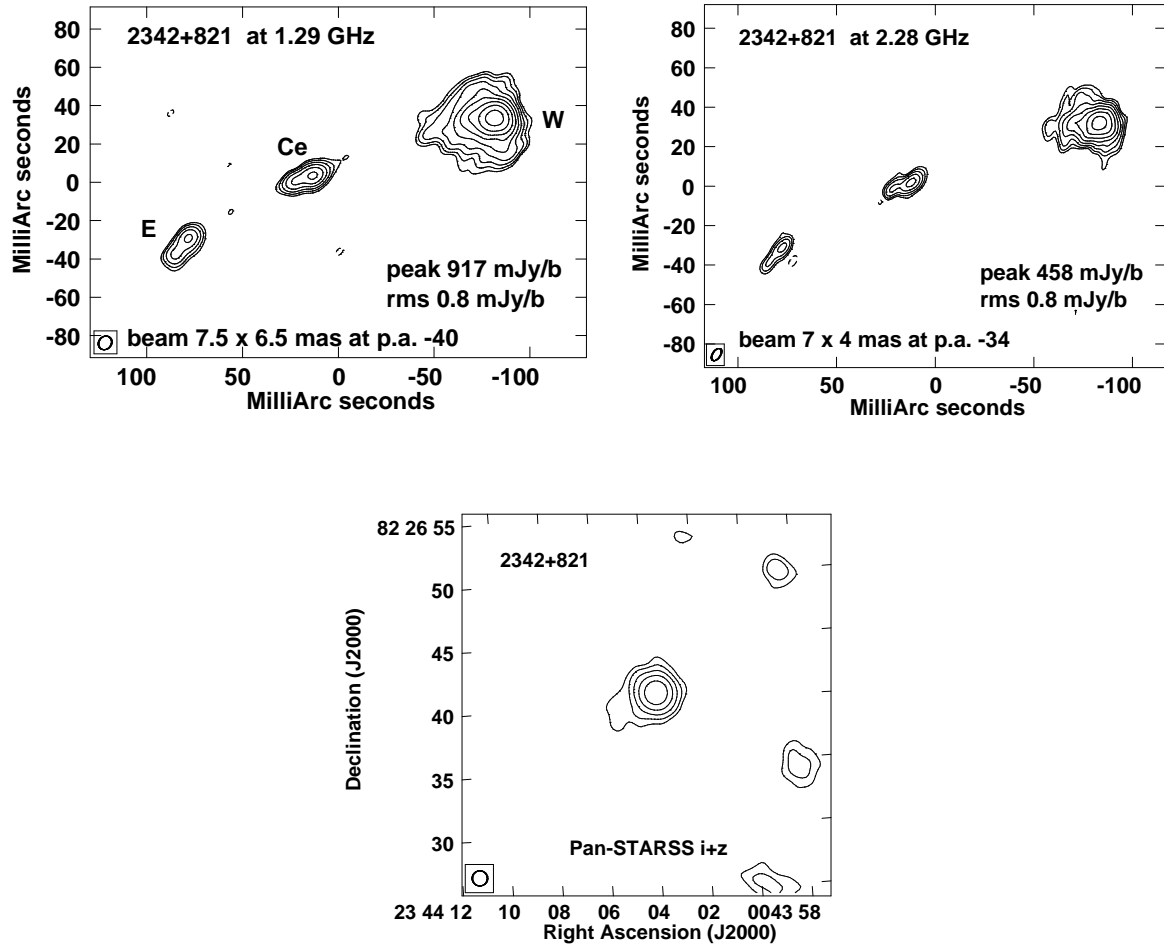 2342+821 at 1.29 GHz
80
60
40
20
0
-20
-40
-60
-80
MilliArc seconds
W
Ce
E
peak 917 mJy/b
rms 0.8 mJy/b
beam 7.5 x 6.5 mas at p.a. -40
100 50 0 -50 -100
MilliArc seconds
2342+821 at 2.28 GHz
80
60
40
20
0
-20
-40
-60
-80
MilliArc seconds
peak 458 mJy/b
rms 0.8 mJy/b
beam 7 x 4 mas at p.a. -34
100 50 0 -50 -100
MilliArc seconds
82 26 55
50
45
40
35
30
Declination (J2000)
2342+821
Pan-STARSS i+z
23 44 12 10 08 06 04 02 0043 58
Right Ascension (J2000)